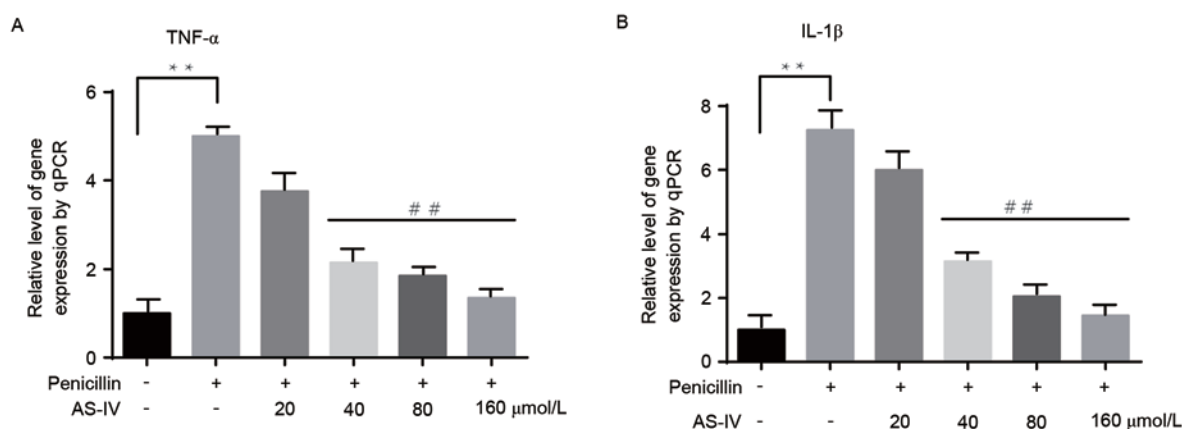 A
TNF-α
* *
Relative level of gene
expression by qPCR
6
4
2
0
# #
Penicillin - + + + + +
AS-IV - - 20 40 80 160 μmol/L
B
IL-1β
* *
Relative level of gene
expression by qPCR
8
6
4
2
0
# #
Penicillin - + + + + +
AS-IV - - 20 40 80 160 μmol/L